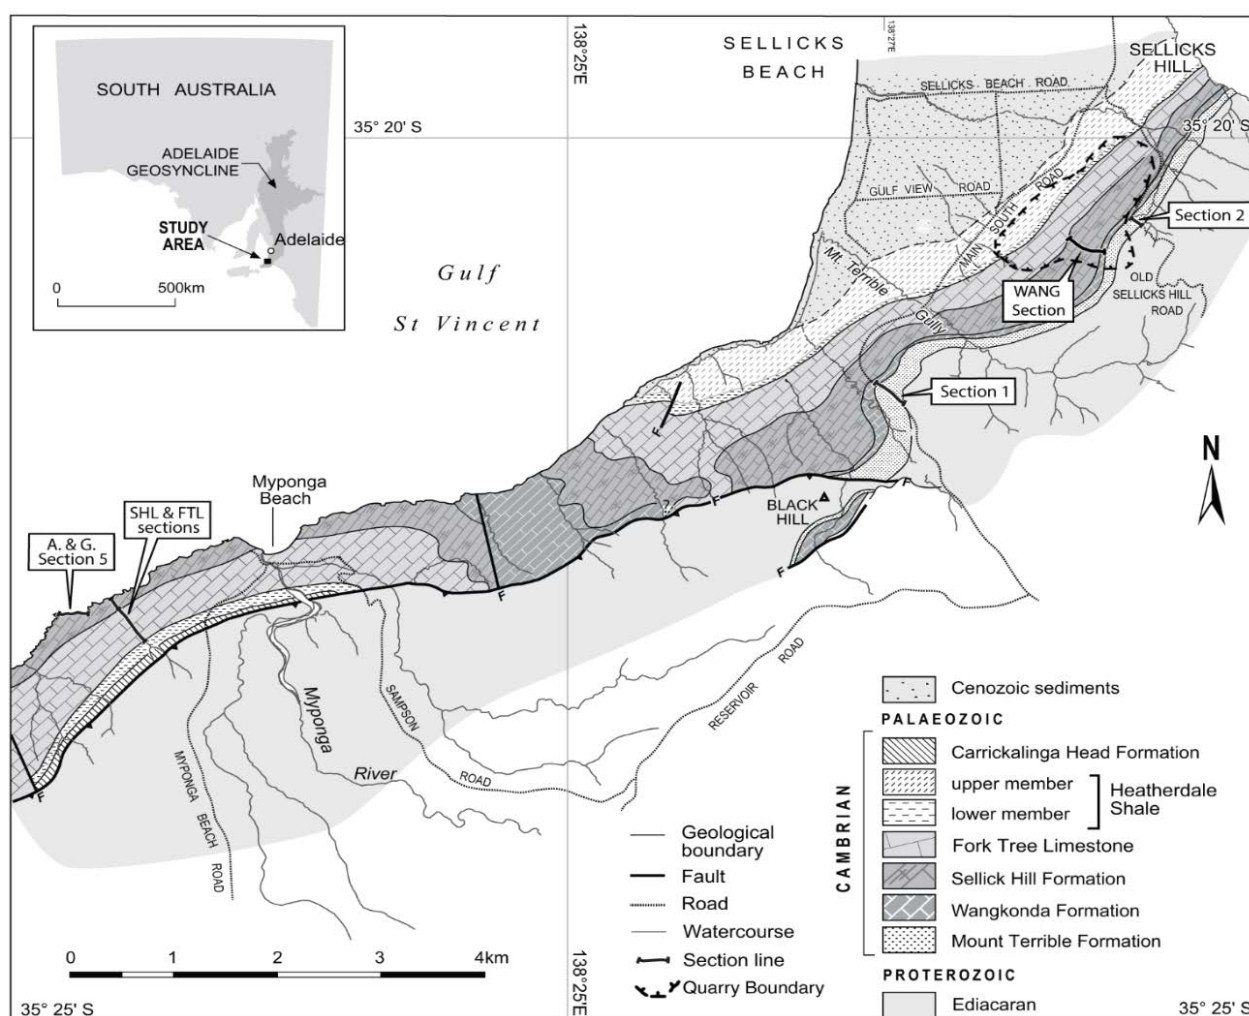 SOUTH AUSTRALIA
ADELAIDE
GEOSYNCLINE
STUDY
AREA
Adelaide
0
500km
35° 20' S
138°25'E
SELLICKS
BEACH
138°27'E
SELLICKS
HILL
SELLICKS BEACH ROAD
35° 20' S
GULF VIEW ROAD
MAIN SOUTH ROAD
Section 2
Mt. Terrible
Gully
WANG
Section
OLD
SELLICKS HILL
ROAD
Gulf
St Vincent
Section 1
F
N
Myponga
Beach
SHL & FTL
sections
A. & G.
Section 5
?
F
F
BLACK
HILL
F
F
F
F
Myponga
River
SAMPSON
ROAD
RESERVOIR
ROAD
MYPONGA
BEACH
ROAD
Cenozoic sediments
PALAEOZOIC
CAMBRIAN
Carrickalinga Head Formation
upper member
lower member
Heatherdale
Shale
Fork Tree Limestone
Sellick Hill Formation
Wangkonda Formation
Mount Terrible Formation
PROTEROZOIC
Ediacaran
Geological
boundary
Fault
Road
Watercourse
Section line
Quarry Boundary
0
1
2
3
4km
35° 25' S
138°25'E
35° 25' S